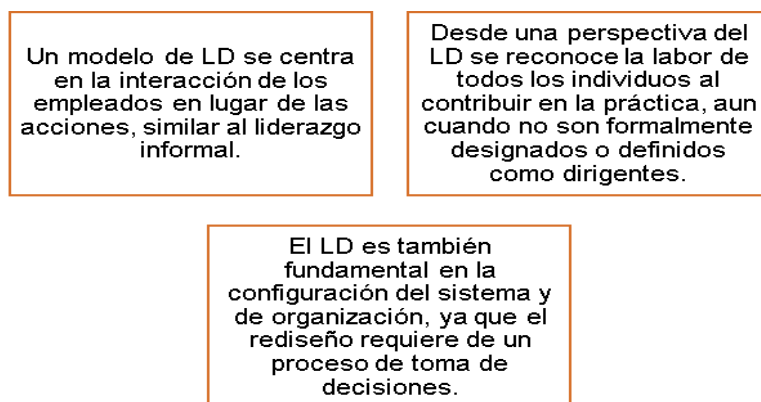 Un modelo de LD se centra
en la interacción de los
empleados en lugar de las
acciones, similar al liderazgo
informal.
Desde una perspectiva del
LD se reconoce la labor de
todos los individuos al
contribuir en la práctica, aun
cuando no son formalmente
designados o definidos
como dirigentes.
El LD es también
fundamental en la
configuración del sistema y
de organización, ya que el
rediseño requiere de un
proceso de toma de
decisiones.